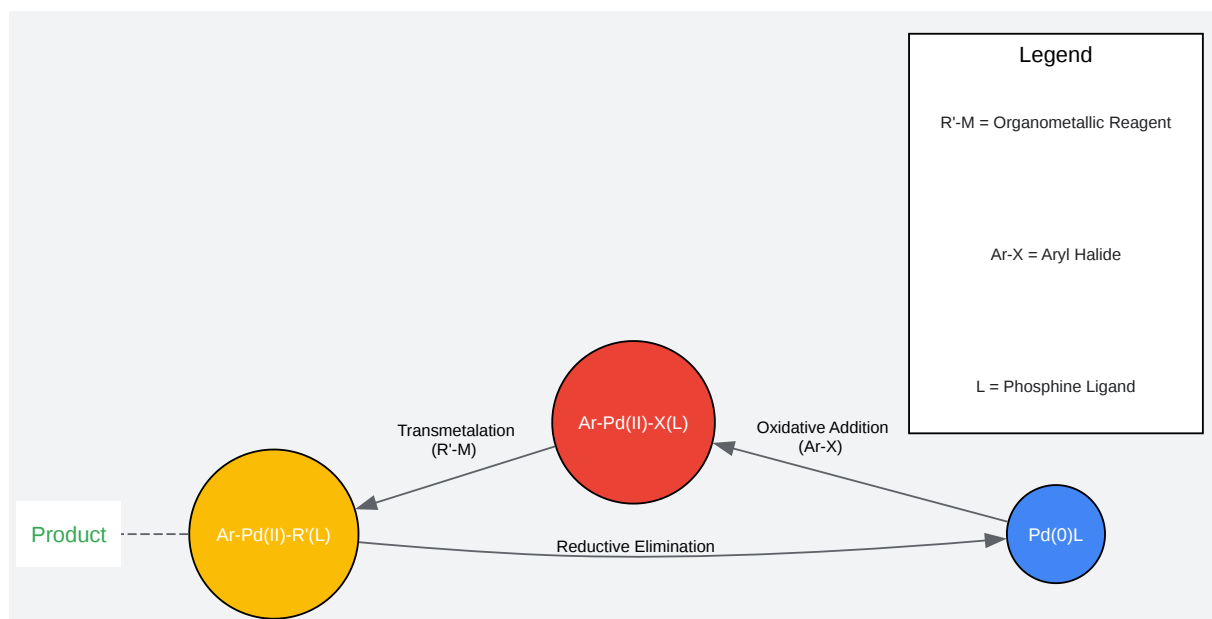 Legend
R'-M = Organometallic Reagent
Ar-X = Aryl Halide
L = Phosphine Ligand
Ar-Pd(II)-X(L)
Transmetalation
(R'-M)
Oxidative Addition
(Ar-X)
Product
Ar-Pd(II)-R'(L)
Reductive Elimination
Pd(0)L